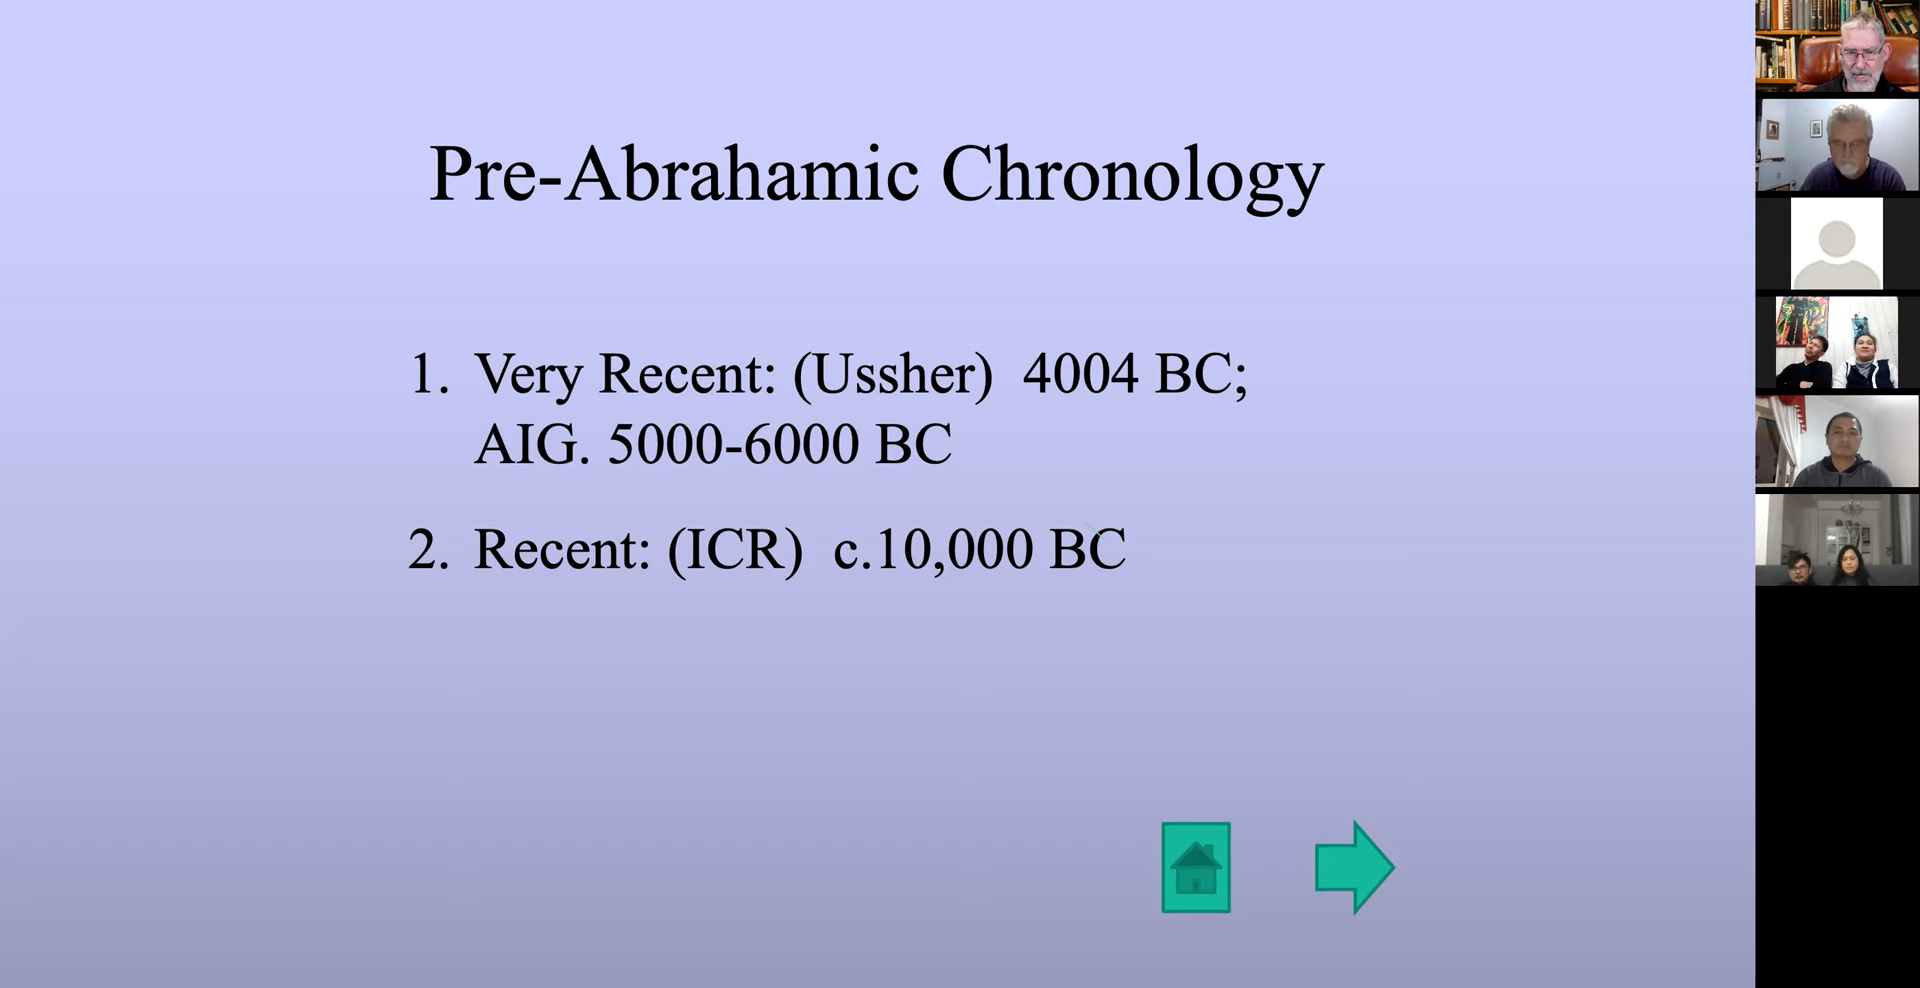 Pre-Abrahamic Chronology
1. Very Recent: (Ussher) 4004 BC;
AIG. 5000-6000 BC
2. Recent: (ICR) c.10,000 BC